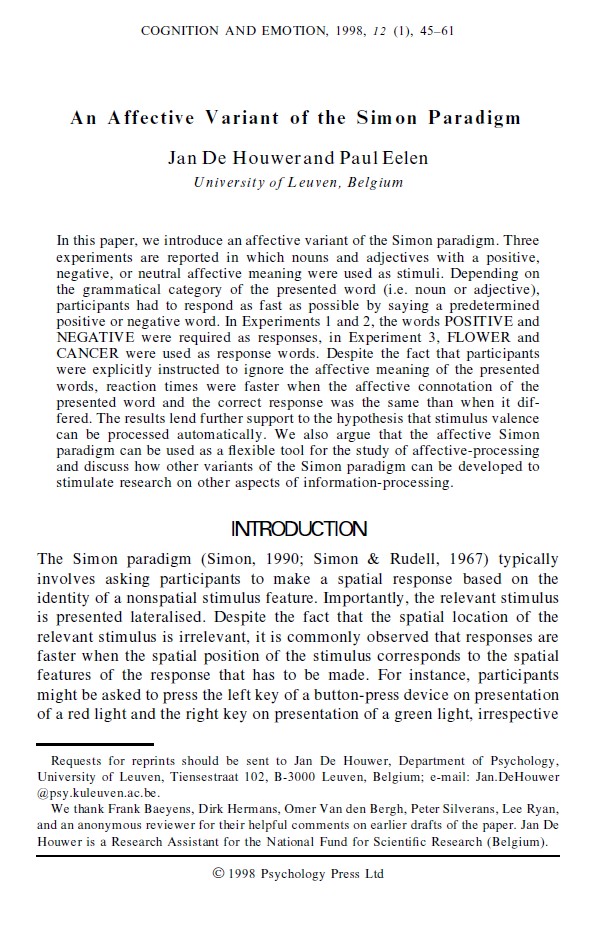 COGNITION AND EMOTION, 1998, 12 (1), 45–61
An Affective Variant of the Simon Paradigm
Jan De Houwer and Paul Eelen
University of Leuven, Belgium
In this paper, we introduce an affective variant of the Simon paradigm. Three
experiments are reported in which nouns and adjectives with a positive,
negative, or neutral affective meaning were used as stimuli. Depending on
the grammatical category of the presented word (i.e. noun or adjective),
participants had to respond as fast as possible by saying a predetermined
positive or negative word. In Experiments 1 and 2, the words POSITIVE and
NEGATIVE were required as responses, in Experiment 3, FLOWER and
CANCER were used as response words. Despite the fact that participants
were explicitly instructed to ignore the affective meaning of the presented
words, reaction times were faster when the affective connotation of the
presented word and the correct response was the same than when it dif-
fered. The results lend further support to the hypothesis that stimulus valence
can be processed automatically. We also argue that the affective Simon
paradigm can be used as a flexible tool for the study of affective-processing
and discuss how other variants of the Simon paradigm can be developed to
stimulate research on other aspects of information-processing.
INTRODUCTION
The Simon paradigm (Simon, 1990; Simon & Rudell, 1967) typically
involves asking participants to make a spatial response based on the
identity of a nonspatial stimulus feature. Importantly, the relevant stimulus
is presented lateralised. Despite the fact that the spatial location of the
relevant stimulus is irrelevant, it is commonly observed that responses are
faster when the spatial position of the stimulus corresponds to the spatial
features of the response that has to be made. For instance, participants
might be asked to press the left key of a button-press device on presentation
of a red light and the right key on presentation of a green light, irrespective
Requests for reprints should be sent to Jan De Houwer, Department of Psychology,
University of Leuven, Tiensestraat 102, B-3000 Leuven, Belgium; e-mail: Jan.DeHouwer
@psy.kuleuven.ac.be.
We thank Frank Baeyens, Dirk Hermans, Omer Van den Bergh, Peter Silverans, Lee Ryan,
and an anonymous reviewer for their helpful comments on earlier drafts of the paper. Jan De
Houwer is a Research Assistant for the National Fund for Scientific Research (Belgium).
© 1998 Psychology Press Ltd